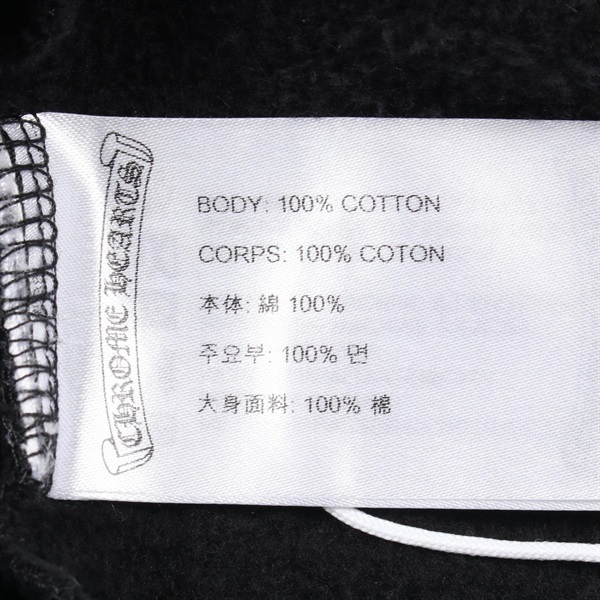 CHROME HEARTS
BODY: 100% COTTON
CORPS: 100% COTON
本体: 綿 100%
주요부: 100% 면
大身面料: 100% 棉